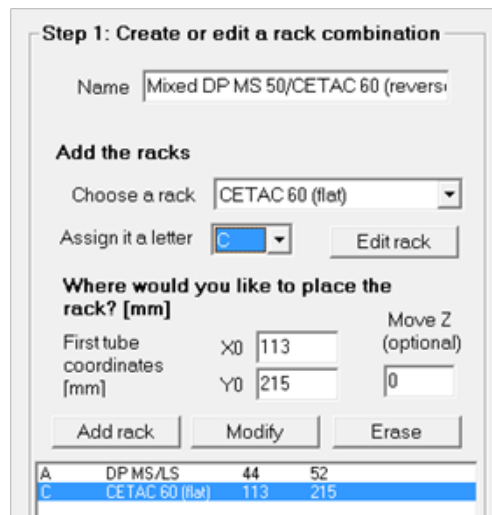 Step 1: Create or edit a rack combination
Name Mixed DP MS 50/CETAC 60 (revers
Add the racks
Choose a rack CETAC 60 (flat)
Assign it a letter C Edit rack
Where would you like to place the
rack? [mm]
Move Z
(optional)
First tube
coordinates
[mm]
X0 113
Y0 215
0
Add rack Modify Erase
A DP MS/LS 44 52
C CETAC 60 (flat) 113 215